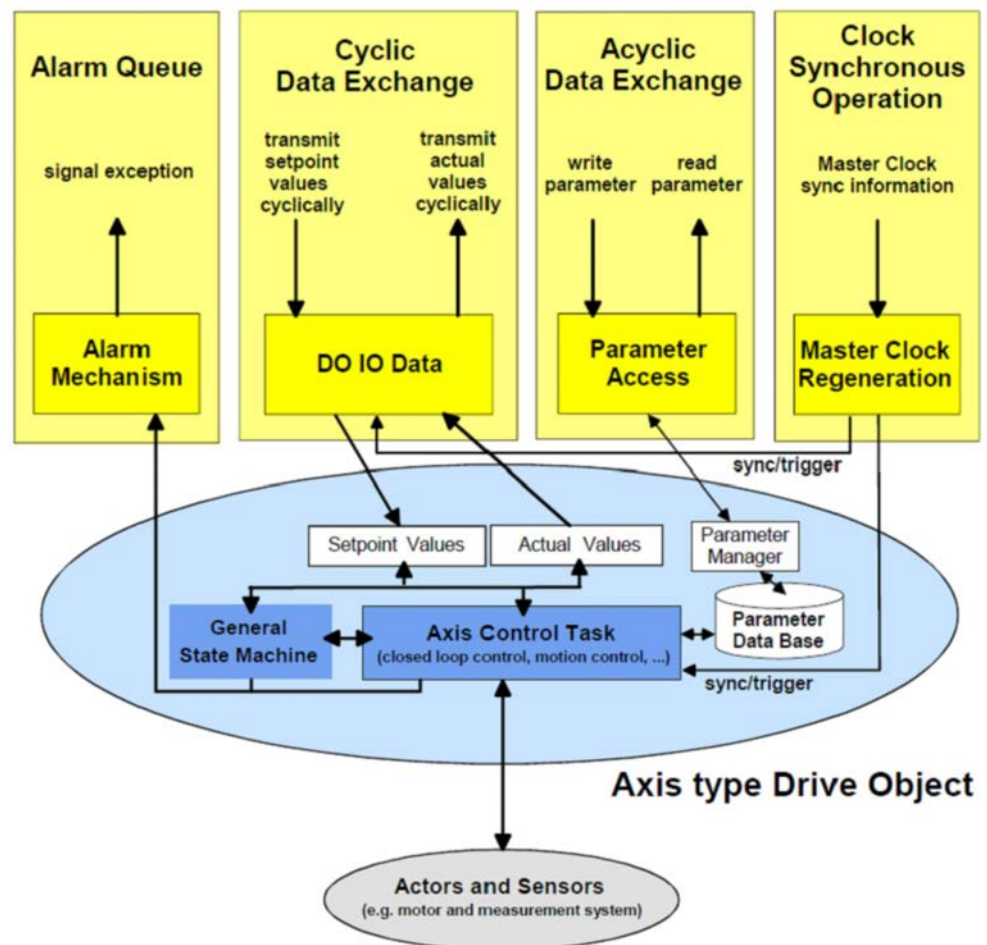 Alarm Queue
signal exception
Alarm
Mechanism
Cyclic
Data Exchange
transmit
setpoint
values
cyclically
transmit
actual
values
cyclically
DO IO Data
Acyclic
Data Exchange
write
parameter
read
parameter
Parameter
Access
Clock
Synchronous
Operation
Master Clock
sync information
Master Clock
Regeneration
sync/trigger
Setpoint Values
Actual Values
Parameter
Manager
Parameter
Data Base
General
State Machine
Axis Control Task
(closed loop control, motion control, ...)
sync/trigger
Axis type Drive Object
Actors and Sensors
(e.g. motor and measurement system)